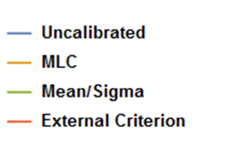 Uncalibrated
MLC
Mean/Sigma
External Criterion